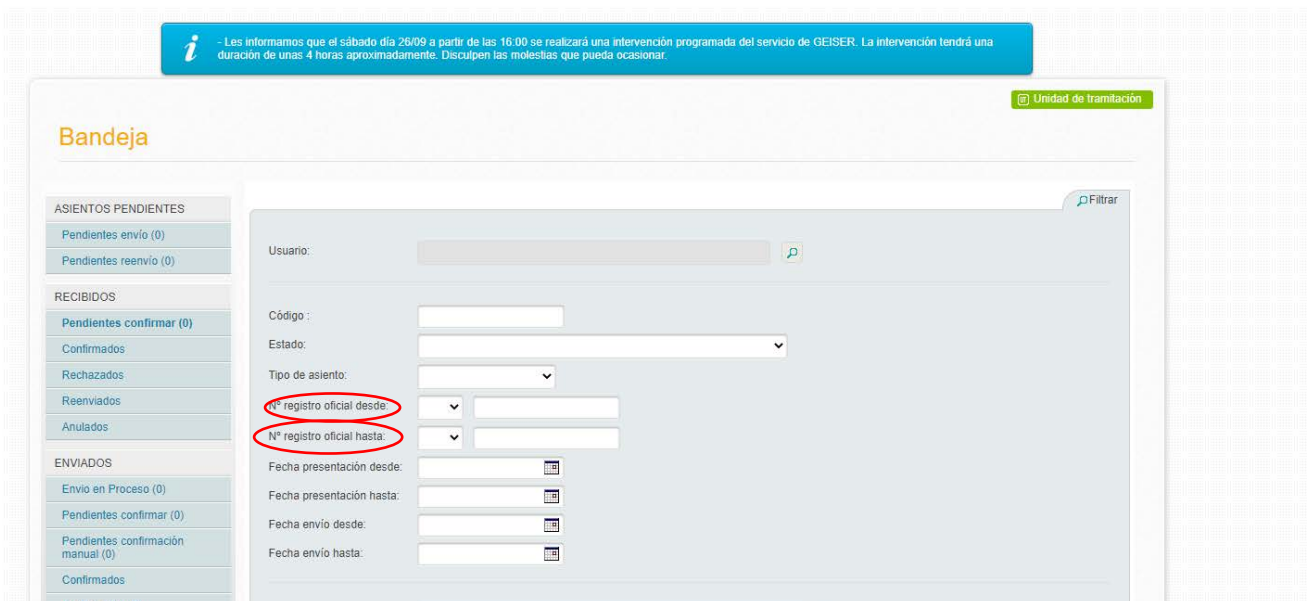 - Les informamos que el sábado día 26/09 a partir de las 16:00 se realizará una intervención programada del servicio de GEISER. La intervención tendrá una
duración de unas 4 horas aproximadamente. Disculpen las molestias que pueda ocasionar.
Unidad de tramitación
Bandeja
Filtrar
ASIENTOS PENDIENTES
Pendientes envío (0)
Pendientes reenvío (0)
RECIBIDOS
Pendientes confirmar (0)
Confirmados
Rechazados
Reenviados
Anulados
ENVIADOS
Envio en Proceso (0)
Pendientes confirmar (0)
Pendientes confirmación
manual (0)
Confirmados
Usuario:
Código :
Estado:
Tipo de asiento:
Nº registro oficial desde:
Nº registro oficial hasta:
Fecha presentación desde:
Fecha presentación hasta:
Fecha envío desde:
Fecha envío hasta: